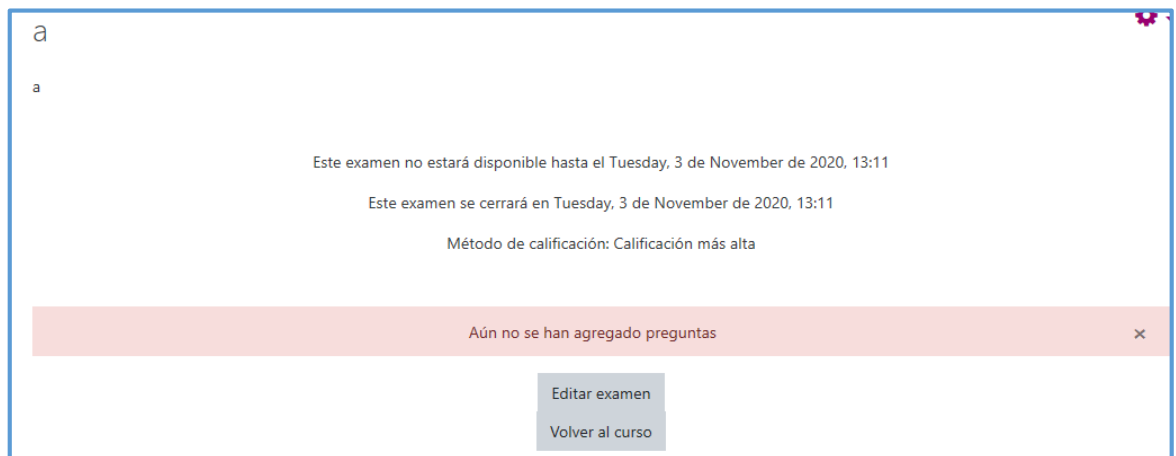 a
a
Este examen no estará disponible hasta el Tuesday, 3 de November de 2020, 13:11
Este examen se cerrará en Tuesday, 3 de November de 2020, 13:11
Método de calificación: Calificación más alta
Aún no se han agregado preguntas ×
Editar examen
Volver al curso